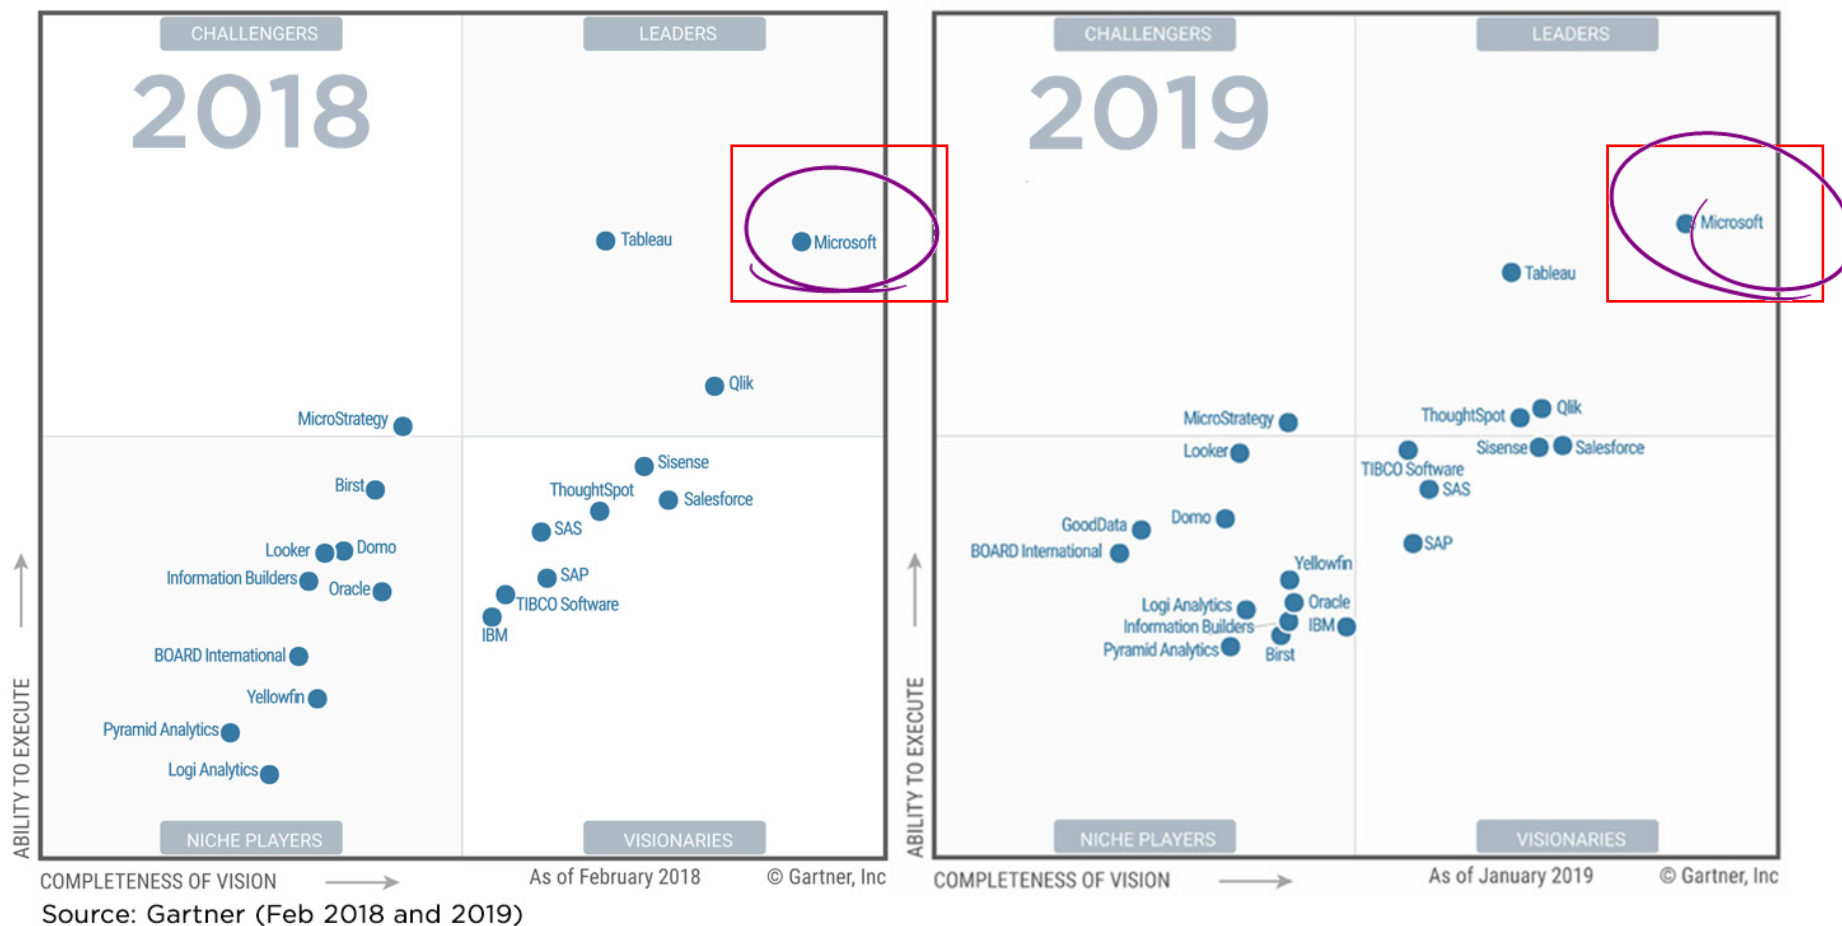 CHALLENGERS
LEADERS
2018
Tableau
Microsoft
Qlik
MicroStrategy
Birst
Sisense
ThoughtSpot
Salesforce
SAS
Looker
Domo
Information Builders
Oracle
SAP
TIBCO Software
IBM
BOARD International
Yellowfin
Pyramid Analytics
Logi Analytics
NICHE PLAYERS
VISIONARIES
ABILITY TO EXECUTE
COMPLETENESS OF VISION
As of February 2018
© Gartner, Inc
CHALLENGERS
LEADERS
2019
Microsoft
Tableau
Qlik
ThoughtSpot
MicroStrategy
Looker
Sisense
Salesforce
TIBCO Software
SAS
GoodData
Domo
BOARD International
SAP
Yellowfin
Logi Analytics
Oracle
Information Builders
IBM
Pyramid Analytics
Birst
NICHE PLAYERS
VISIONARIES
ABILITY TO EXECUTE
COMPLETENESS OF VISION
As of January 2019
© Gartner, Inc
Source: Gartner (Feb 2018 and 2019)